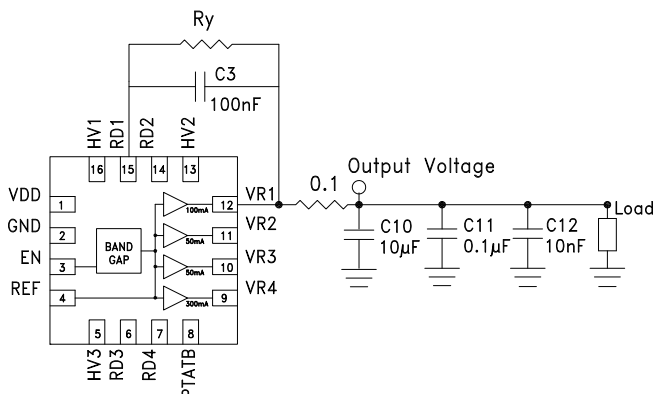 Ry
C3
100nF
HV1
RD1
RD2
HV2
16
15
14
13
Output Voltage
0.1
VDD
1
GND
2
EN
3
REF
4
BAND
GAP
100mA
12
VR1
50mA
11
VR2
50mA
10
VR3
300mA
9
VR4
C10
10µF
C11
0.1µF
C12
10nF
Load
5
6
7
8
HV3
RD3
RD4
PTATB